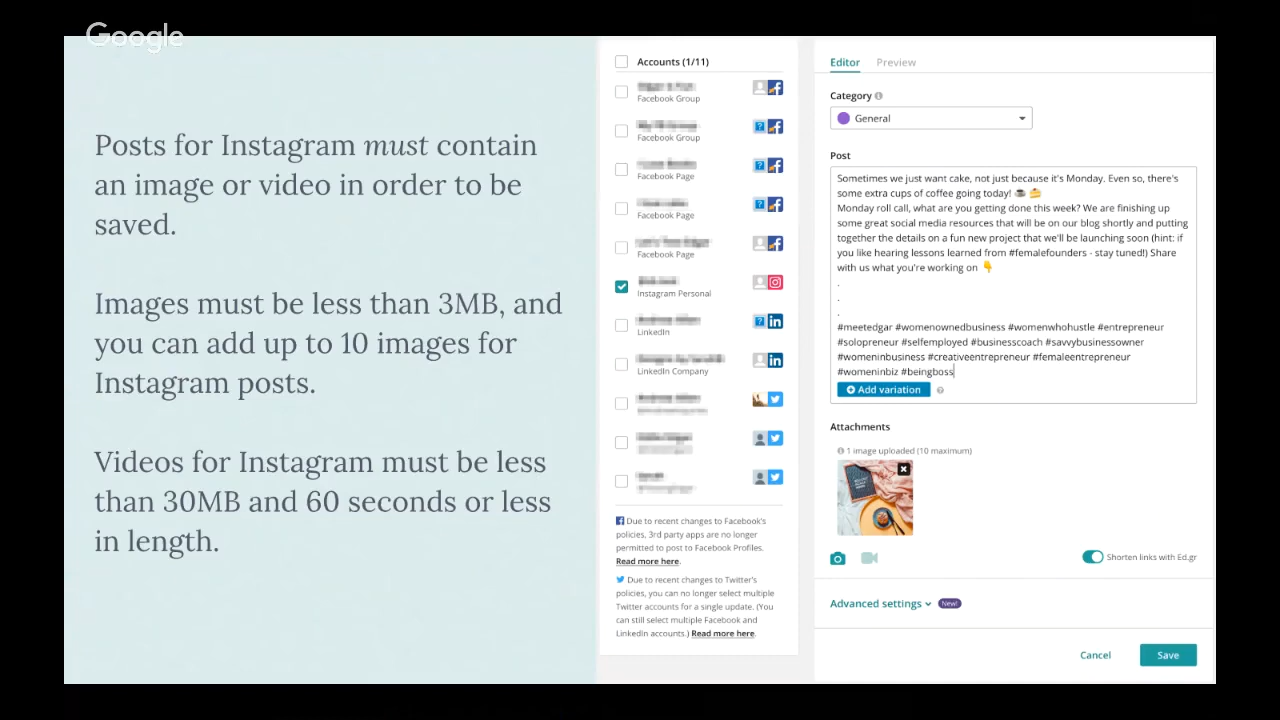 Google
Posts for Instagram must contain
an image or video in order to be
saved.
Images must be less than 3MB, and
you can add up to 10 images for
Instagram posts.
Videos for Instagram must be less
than 30MB and 60 seconds or less
in length.
Accounts (1/11)
Facebook Group
Facebook Group
Facebook Page
Facebook Page
Facebook Page
Instagram Personal
LinkedIn
LinkedIn Company
Due to recent changes to Facebook's
policies, 3rd party apps are no longer
permitted to post to Facebook Profiles.
Read more here.
Due to recent changes to Twitter's
policies, you can no longer select multiple
Twitter accounts for a single update. (You
can still select multiple Facebook and
LinkedIn accounts.) Read more here.
Editor Preview
Category
General
Post
Sometimes we just want cake, not just because it's Monday. Even so, there's
some extra cups of coffee going today! ☕ 🍰
Monday roll call, what are you getting done this week? We are finishing up
some great social media resources that will be on our blog shortly and putting
together the details on a fun new project that we'll be launching soon (hint: if
you like hearing lessons learned from #femalefounders - stay tuned!) Share
with us what you're working on 👇
.
.
.
#meetedgar #womenownedbusiness #womenwhohustle #entrepreneur
#solopreneur #selfemployed #businesscoach #savvybusinessowner
#womeninbusiness #creativeentrepreneur #femaleentrepreneur
#womeninbiz #beingboss
Add variation
Attachments
1 image uploaded (10 maximum)
Shorten links with Ed.gr
Advanced settings New!
Cancel Save